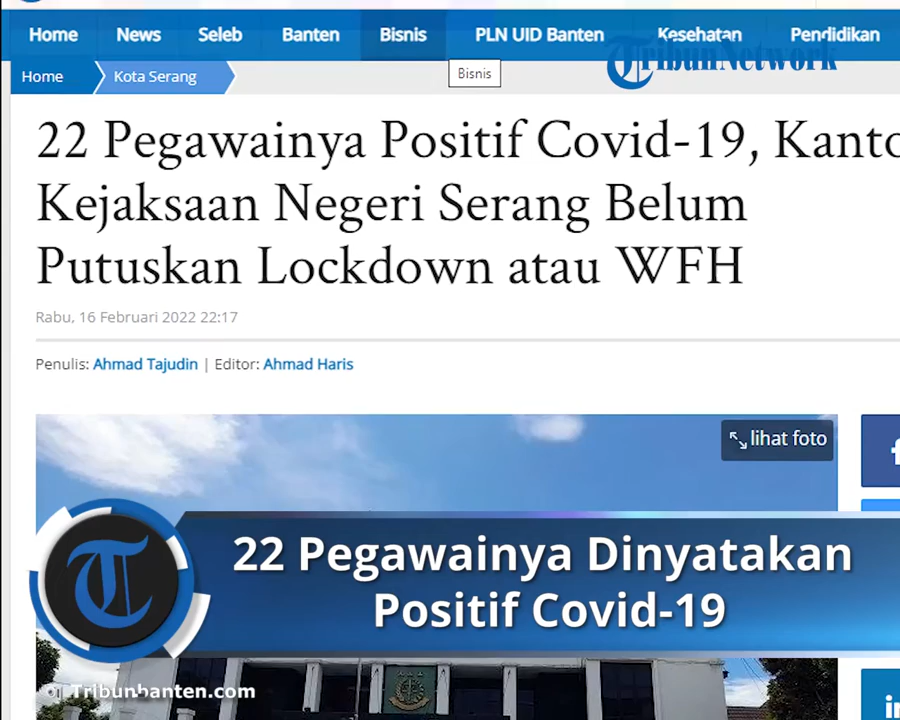 Home News Seleb Banten Bisnis PLN UID Banten Kesehatan Pendidikan
TribunNetwork
Home Kota Serang
Bisnis
22 Pegawainya Positif Covid-19, Kanto
Kejaksaan Negeri Serang Belum
Putuskan Lockdown atau WFH
Rabu, 16 Februari 2022 22:17
Penulis: Ahmad Tajudin | Editor: Ahmad Haris
lihat foto
22 Pegawainya Dinyatakan
Positif Covid-19
Tribunbanten.com
in